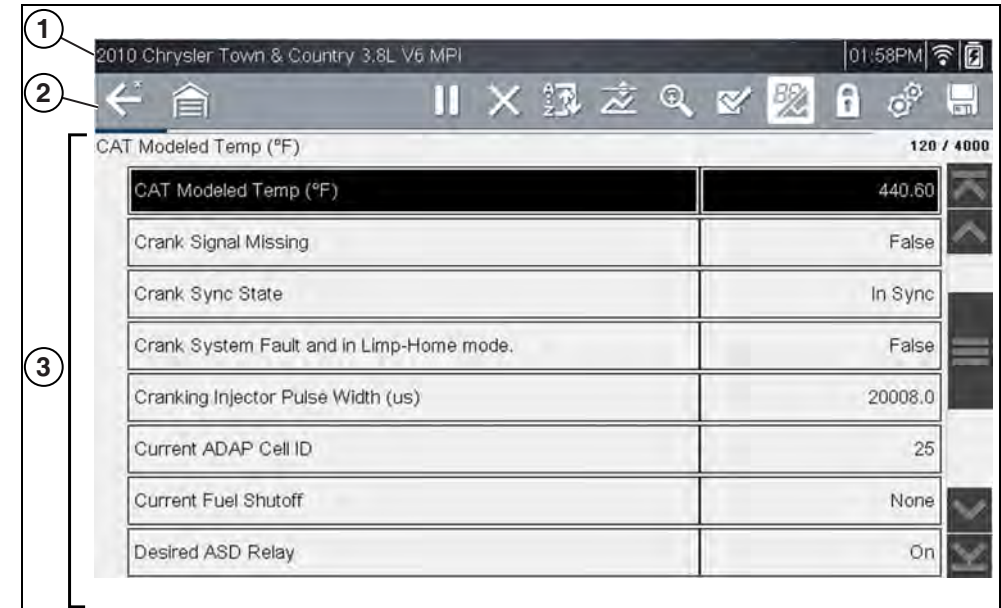 1
2010 Chrysler Town & Country 3.8L V6 MPI 01:58PM
2
CAT Modeled Temp (°F) 120 / 4000
CAT Modeled Temp (°F) 440.60
Crank Signal Missing False
Crank Sync State In Sync
3
Crank System Fault and in Limp-Home mode. False
Cranking Injector Pulse Width (us) 20008.0
Current ADAP Cell ID 25
Current Fuel Shutoff None
Desired ASD Relay On